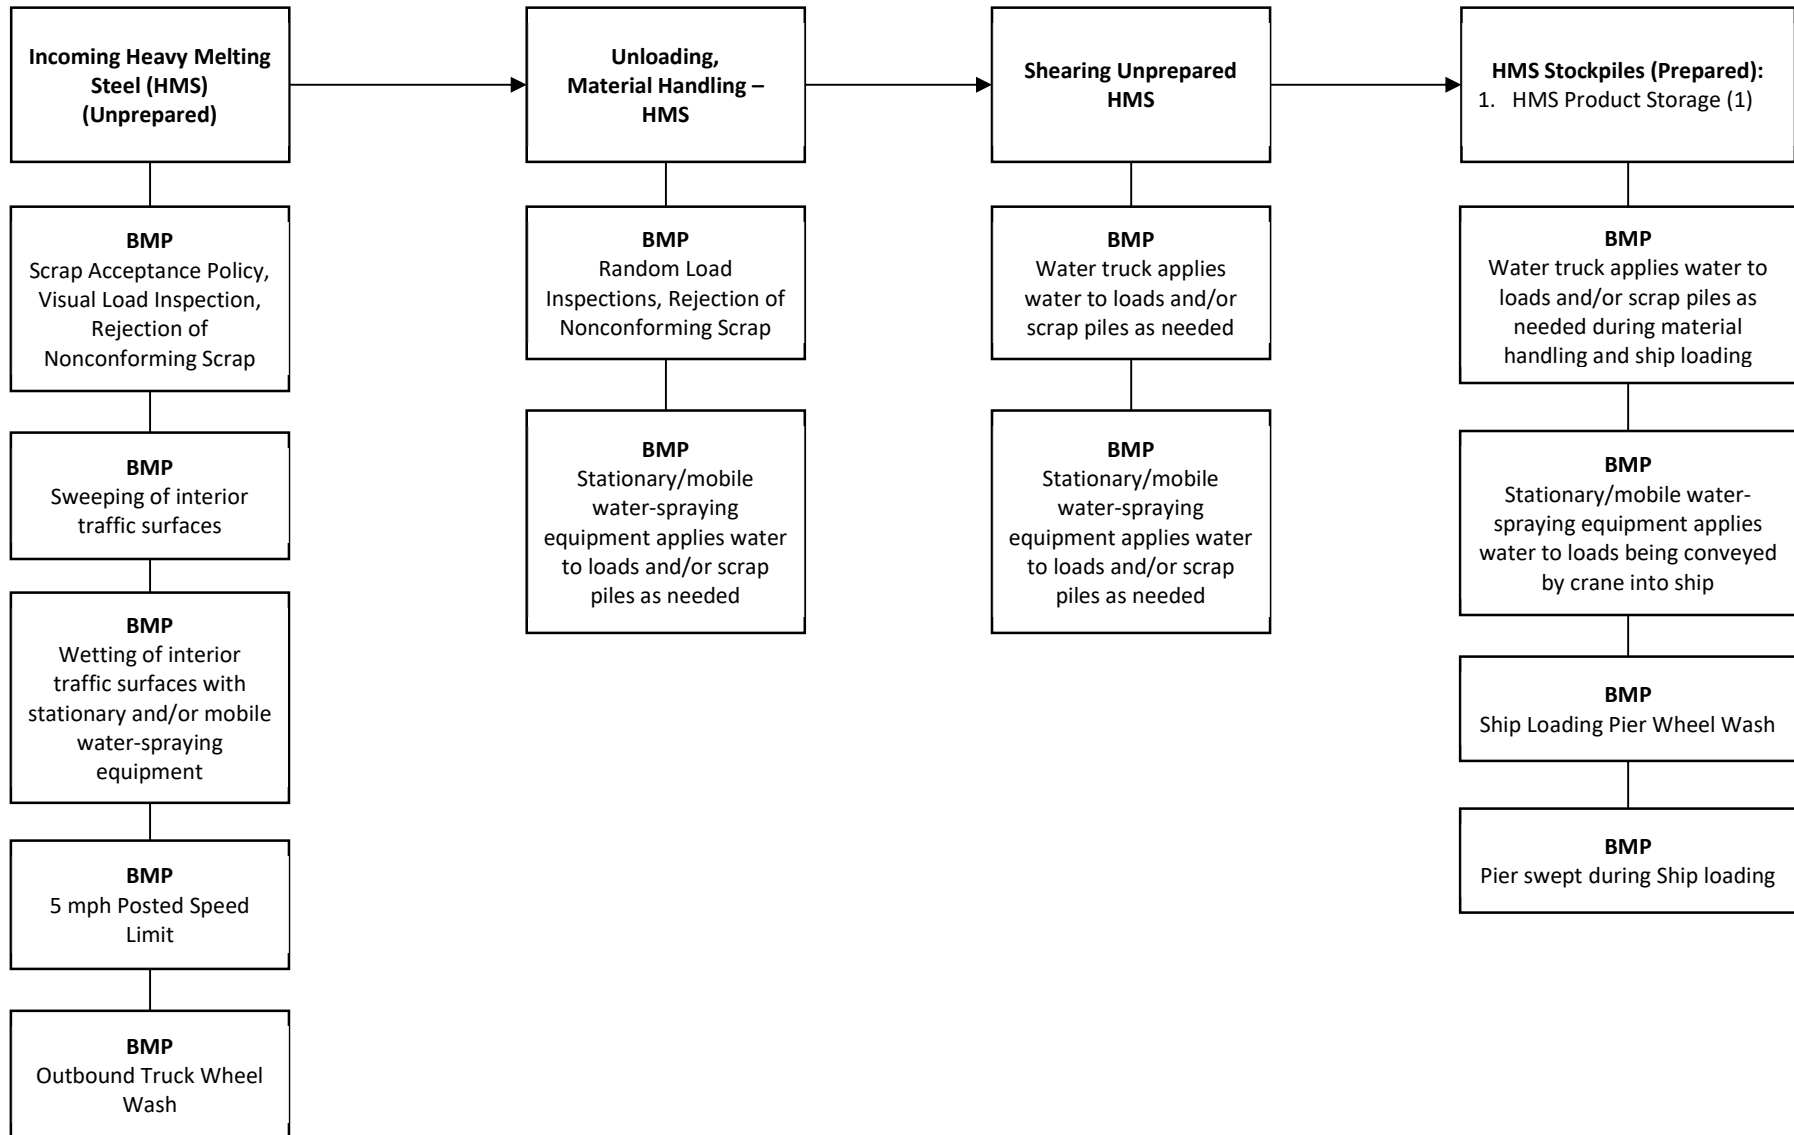 Incoming Heavy Melting
Steel (HMS)
(Unprepared)
Unloading,
Material Handling –
HMS
Shearing Unprepared
HMS
HMS Stockpiles (Prepared):
1. HMS Product Storage (1)
BMP
Scrap Acceptance Policy,
Visual Load Inspection,
Rejection of
Nonconforming Scrap
BMP
Sweeping of interior
traffic surfaces
BMP
Wetting of interior
traffic surfaces with
stationary and/or mobile
water-spraying
equipment
BMP
5 mph Posted Speed
Limit
BMP
Outbound Truck Wheel
Wash
BMP
Random Load
Inspections, Rejection of
Nonconforming Scrap
BMP
Stationary/mobile
water-spraying
equipment applies water
to loads and/or scrap
piles as needed
BMP
Water truck applies
water to loads and/or
scrap piles as needed
BMP
Stationary/mobile
water-spraying
equipment applies water
to loads and/or scrap
piles as needed
BMP
Water truck applies water to
loads and/or scrap piles as
needed during material
handling and ship loading
BMP
Stationary/mobile water-
spraying equipment applies
water to loads being conveyed
by crane into ship
BMP
Ship Loading Pier Wheel Wash
BMP
Pier swept during Ship loading